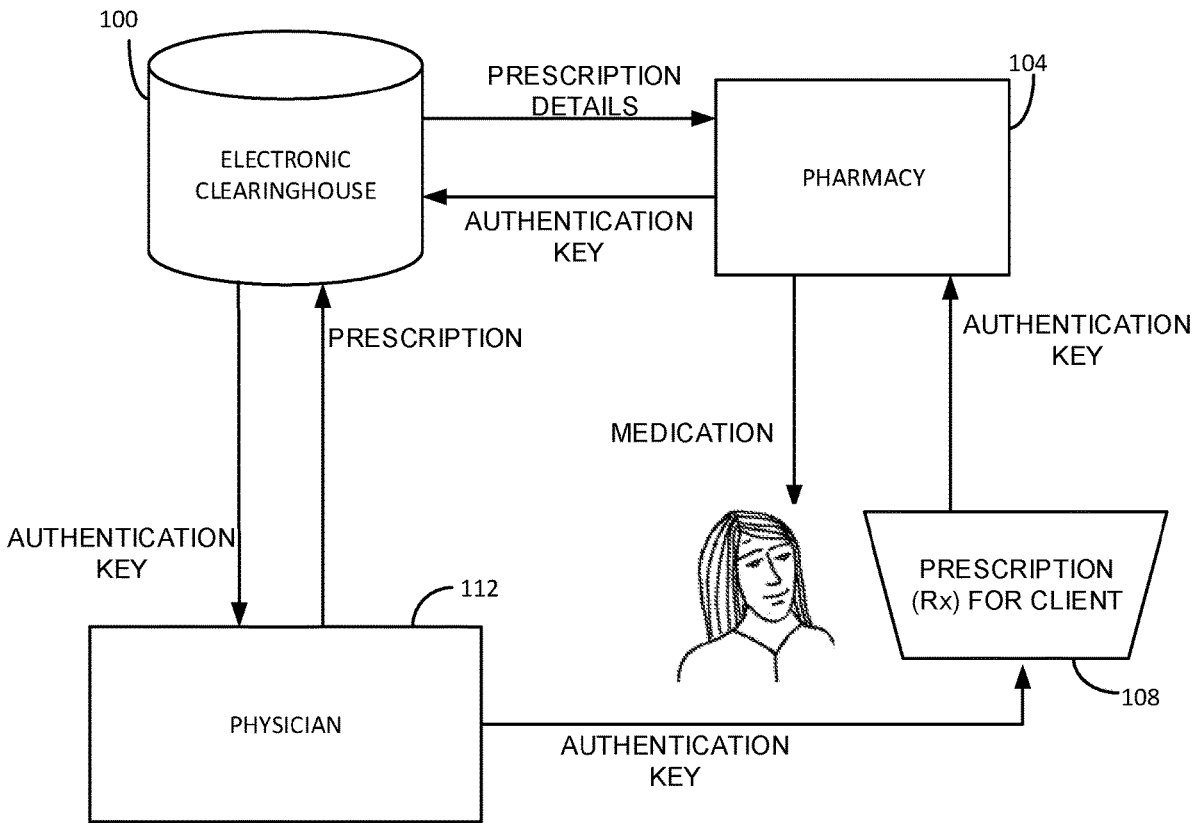 100
PRESCRIPTION
DETAILS
104
ELECTRONIC
CLEARINGHOUSE
PHARMACY
AUTHENTICATION
KEY
PRESCRIPTION
AUTHENTICATION
KEY
MEDICATION
AUTHENTICATION
KEY
PRESCRIPTION
(Rx) FOR CLIENT
112
108
PHYSICIAN
AUTHENTICATION
KEY